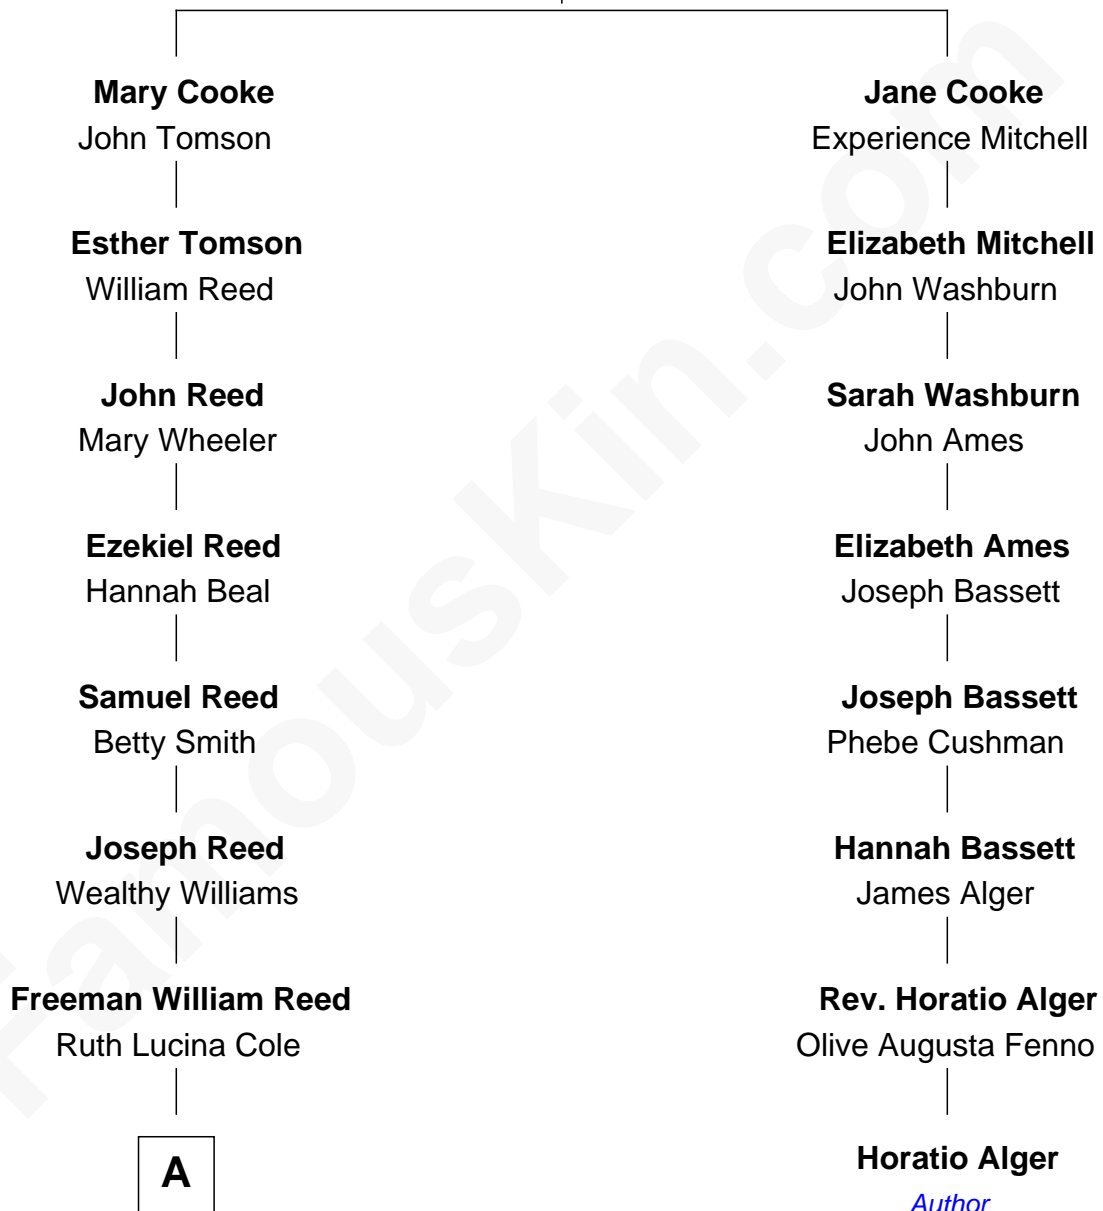 Mary Cooke
John Tomson
Jane Cooke
Experience Mitchell
Esther Tomson
William Reed
Elizabeth Mitchell
John Washburn
John Reed
Mary Wheeler
Sarah Washburn
John Ames
Ezekiel Reed
Hannah Beal
Elizabeth Ames
Joseph Bassett
Samuel Reed
Betty Smith
Joseph Bassett
Phebe Cushman
Joseph Reed
Wealthy Williams
Hannah Bassett
James Alger
Freeman William Reed
Ruth Lucina Cole
Rev. Horatio Alger
Olive Augusta Fenno
A
Horatio Alger
Author
FamousKin.com